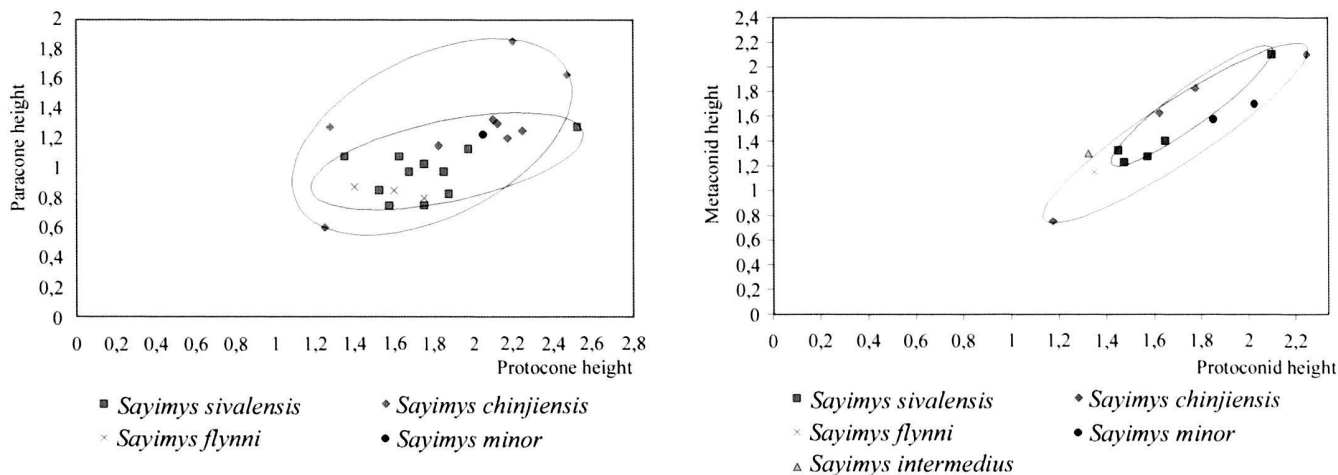 2
1,8
1,6
1,4
1,2
1
0,8
0,6
0,4
0,2
0
Paracone height
0 0,2 0,4 0,6 0,8 1 1,2 1,4 1,6 1,8 2 2,2 2,6 2,8
Protocone height
Sayimys sivalensis
Sayimys chinjiensis
Sayimys flynni
Sayimys minor
2,4
2,2
2
1,8
1,6
1,4
1,2
1
0,8
0,6
0,4
0,2
0
Metaconid height
0 0,2 0,4 0,6 0,8 1 1,2 1,4 1,6 1,8 2 2,2
Protoconid height
Sayimys sivalensis
Sayimys chinjiensis
Sayimys flynni
Sayimys minor
Sayimys intermedius